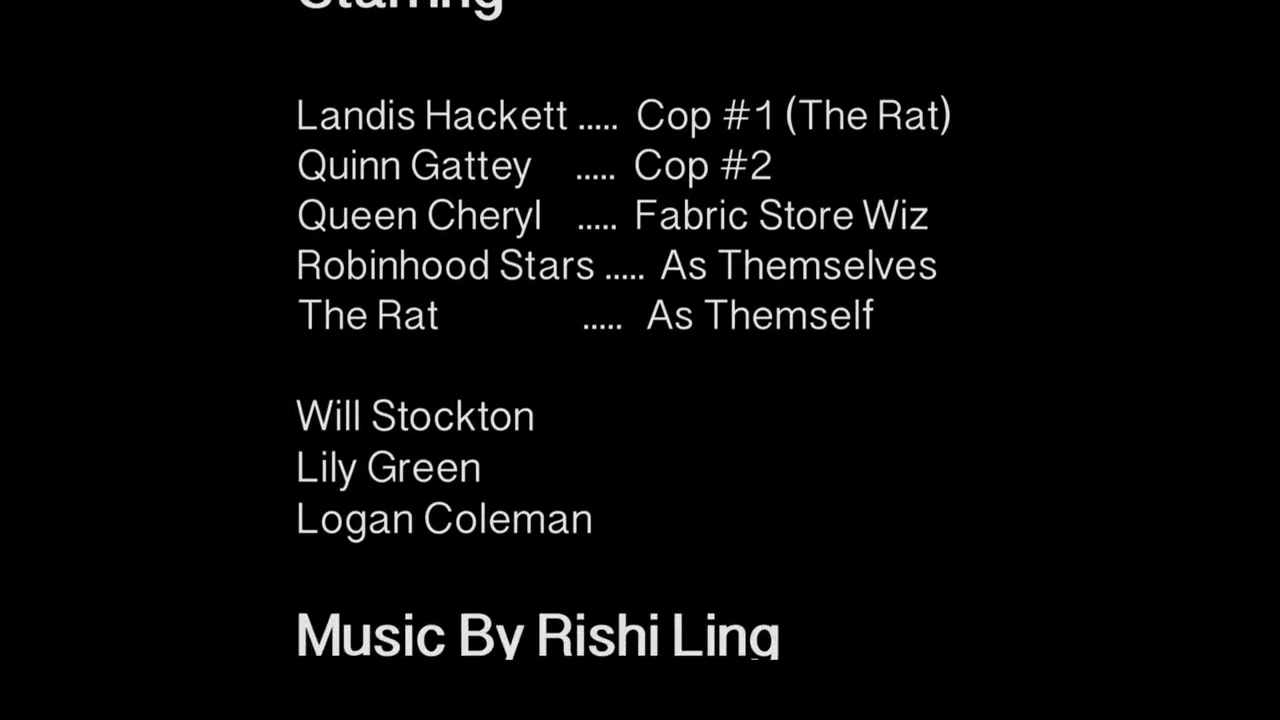 Starring
Landis Hackett ..... Cop #1 (The Rat)
Quinn Gattey ..... Cop #2
Queen Cheryl ..... Fabric Store Wiz
Robinhood Stars ..... As Themselves
The Rat ..... As Themself
Will Stockton
Lily Green
Logan Coleman
Music By Rishi Ling